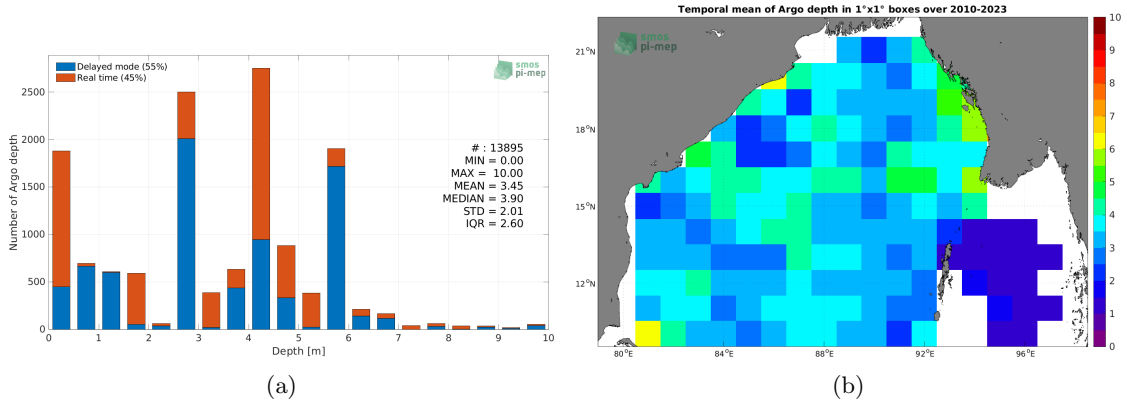 Delayed mode (55%)
Real time (45%)
smos
pi-mep
Number of Argo depth
2500
2000
1500
1000
500
0
# : 13895
MIN = 0.00
MAX = 10.00
MEAN = 3.45
MEDIAN = 3.90
STD = 2.01
IQR = 2.60
0 1 2 3 4 5 6 7 8 9 10
Depth [m]
(a)
Temporal mean of Argo depth in 1°x1° boxes over 2010-2023
smos
pi-mep
21°N
18°N
15°N
12°N
80°E 84°E 88°E 92°E 96°E
10
9
8
7
6
5
4
3
2
1
0
(b)